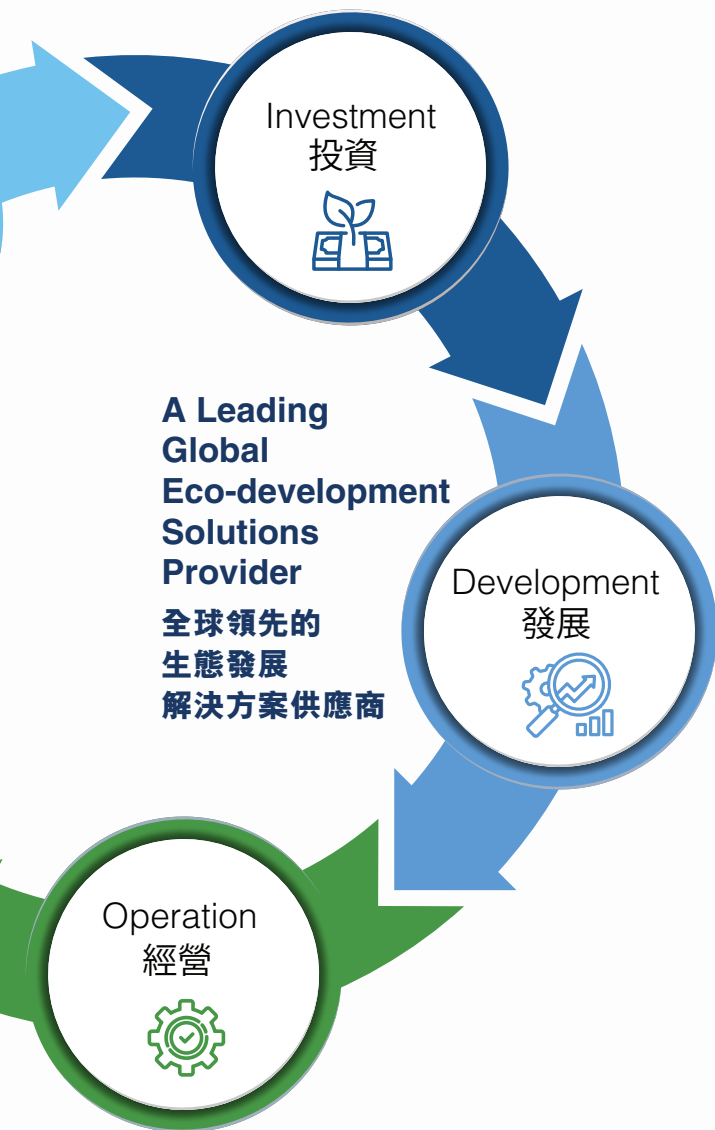 Investment
投資
A Leading
Global
Eco-development
Solutions
Provider
全球領先的
生態發展
解決方案供應商
Development
發展
Operation
經營